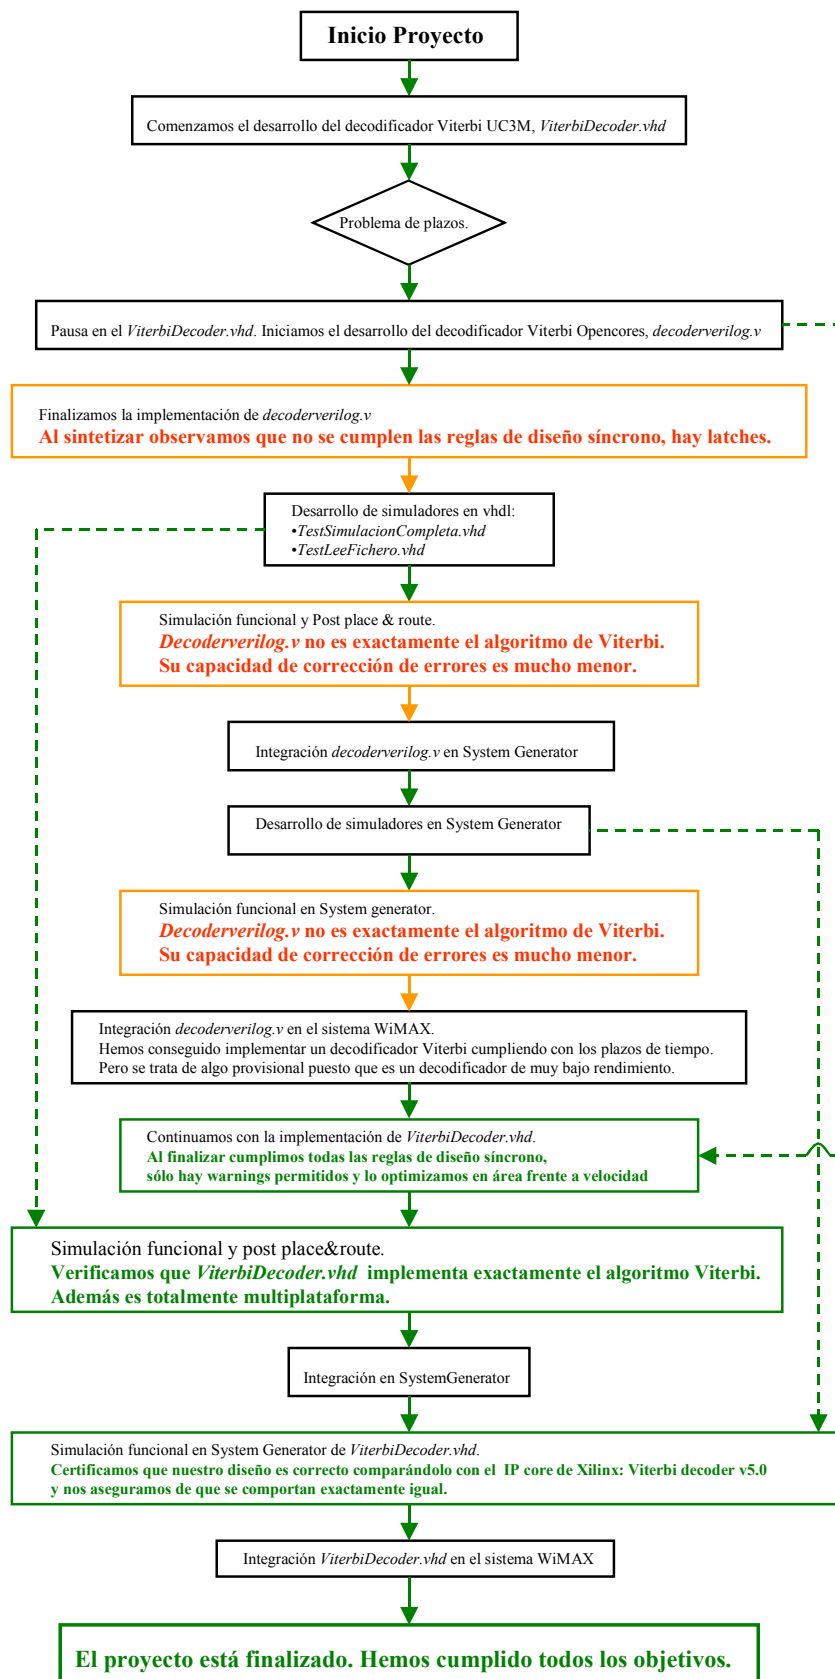 Inicio Proyecto
Comenzamos el desarrollo del decodificador Viterbi UC3M, ViterbiDecoder.vhd
Problema de plazos.
Pausa en el ViterbiDecoder.vhd. Iniciamos el desarrollo del decodificador Viterbi Opencores, decoderverilog.v
Finalizamos la implementación de decoderverilog.v
Al sintetizar observamos que no se cumplen las reglas de diseño síncrono, hay latches.
Desarrollo de simuladores en vhdl:
•TestSimulacionCompleta.vhd
•TestLeeFichero.vhd
Simulación funcional y Post place & route.
Decoderverilog.v no es exactamente el algoritmo de Viterbi.
Su capacidad de corrección de errores es mucho menor.
Integración decoderverilog.v en System Generator
Desarrollo de simuladores en System Generator
Simulación funcional en System generator.
Decoderverilog.v no es exactamente el algoritmo de Viterbi.
Su capacidad de corrección de errores es mucho menor.
Integración decoderverilog.v en el sistema WiMAX.
Hemos conseguido implementar un decodificador Viterbi cumpliendo con los plazos de tiempo.
Pero se trata de algo provisional puesto que es un decodificador de muy bajo rendimiento.
Continuamos con la implementación de ViterbiDecoder.vhd.
Al finalizar cumplimos todas las reglas de diseño síncrono,
sólo hay warnings permitidos y lo optimizamos en área frente a velocidad
Simulación funcional y post place&route.
Verificamos que ViterbiDecoder.vhd implementa exactamente el algoritmo Viterbi.
Además es totalmente multiplataforma.
Integración en SystemGenerator
Simulación funcional en System Generator de ViterbiDecoder.vhd.
Certificamos que nuestro diseño es correcto comparándolo con el IP core de Xilinx: Viterbi decoder v5.0
y nos aseguramos de que se comportan exactamente igual.
Integración ViterbiDecoder.vhd en el sistema WiMAX
El proyecto está finalizado. Hemos cumplido todos los objetivos.